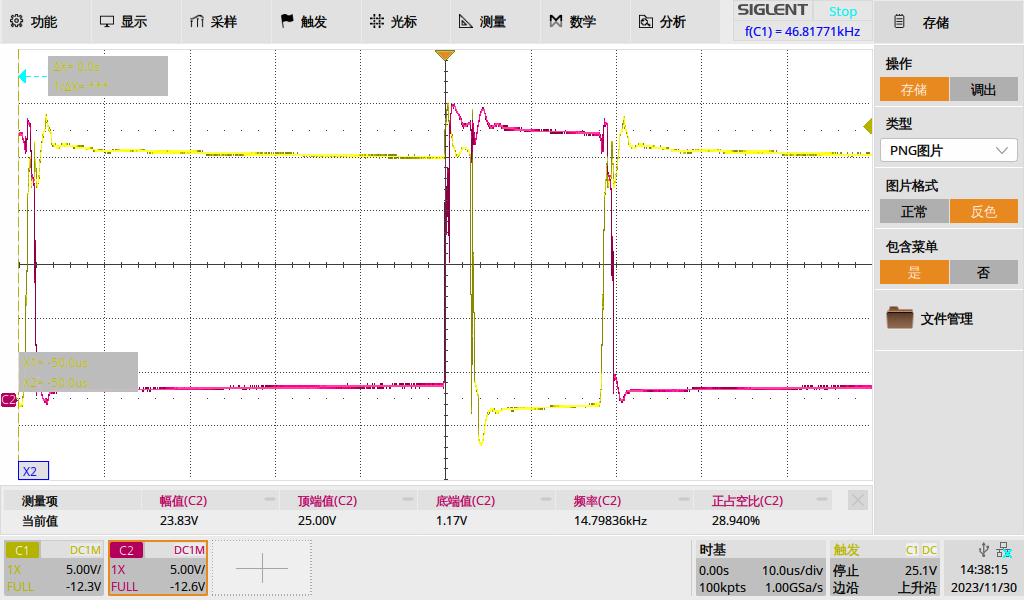 功能 显示 采样 触发 光标 测量 数学 分析 SIGLENT Stop 存储
f(C1) = 46.81771kHz
ΔX= 0.0s
1/ΔX= ***
操作
存储 调出
类型
PNG图片
图片格式
正常 反色
包含菜单
是 否
文件管理
X1= -50.0us
X2= -50.0us
C2
X2
测量项 幅值(C2) 顶端值(C2) 底端值(C2) 频率(C2) 正占空比(C2)
当前值 23.83V 25.00V 1.17V 14.79836kHz 28.940%
C1 DC1M
1X 5.00V/
FULL -12.3V
C2 DC1M
1X 5.00V/
FULL -12.6V
时基
0.00s 10.0us/div
100kpts 1.00GSa/s
触发 C1 DC
停止 25.1V
边沿 上升沿
14:38:15
2023/11/30